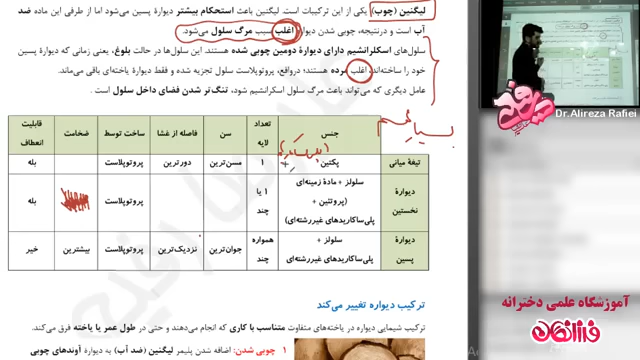 لیگنین (چوب) یکی از این ترکیبات است. لیگنین باعث استحکام بیشتر دیوارهٔ پسین می‌شود اما از طرفی این ماده ضد
آب است و درنتیجه، چوبی شدن دیواره اغلب سبب مرگ سلول می‌شود.
سلول‌های اسکلرانشیم دارای دیوارهٔ دومین چوبی شده هستند. این سلول‌ها در حالت بلوغ، یعنی زمانی که دیوارهٔ پسین
خود را ساخته‌اند، اغلب مرده هستند؛ درواقع، پروتوپلاست سلول تجزیه شده و فقط دیوارهٔ یاخته‌ای باقی می‌ماند.
عامل دیگری که می‌تواند باعث مرگ سلول اسکلرانشیم شود، تنگ‌تر شدن فضای داخل سلول است.
جنس تعداد لایه سن فاصله از غشا ساخت توسط ضخامت قابلیت انعطاف
تیغهٔ میانی پکتین ۱ مسن‌ترین دورترین پروتوپلاست بله
دیوارهٔ نخستین سلولز + مادهٔ زمینه‌ای (پروتئین + پلی‌ساکاریدهای غیررشته‌ای) ۱ یا چند پروتوپلاست بله
دیوارهٔ پسین سلولز + پلی‌ساکاریدهای غیررشته‌ای) همواره چند جوان‌ترین نزدیک‌ترین پروتوپلاست بیشترین خیر
ترکیب دیواره تغییر می‌کند
ترکیب شیمیایی دیواره در یاخته‌های متفاوت متناسب با کاری که انجام می‌دهند و حتی در طول عمر یا یاخته فرق می‌کند.
۱ چوبی شدن: اضافه شدن پلیمر لیگنین (ضد آب) به دیوارهٔ آوندهای چوبی
Dr.Alireza Rafiei
آموزشگاه علمی دخترانه
فرزانگان